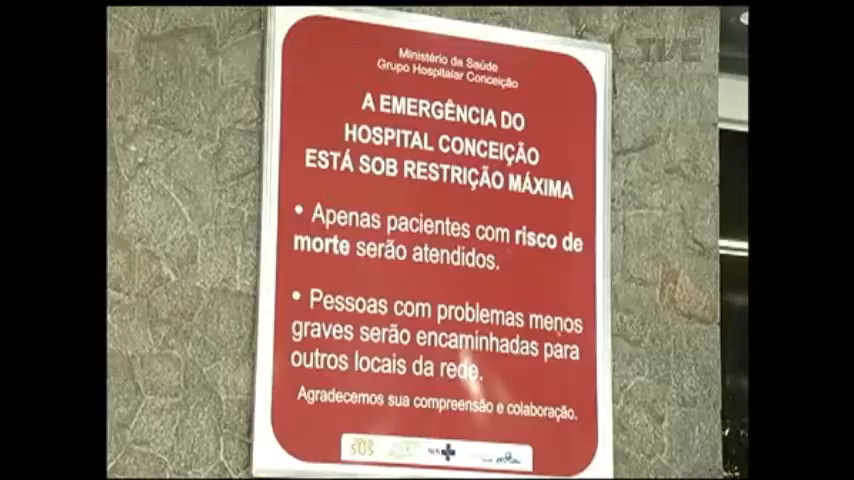 TVE
Ministério da Saúde
Grupo Hospitalar Conceição
A EMERGÊNCIA DO
HOSPITAL CONCEIÇÃO
ESTÁ SOB RESTRIÇÃO MÁXIMA
• Apenas pacientes com risco de
morte serão atendidos.
• Pessoas com problemas menos
graves serão encaminhadas para
outros locais da rede.
Agradecemos sua compreensão e colaboração.
SUS